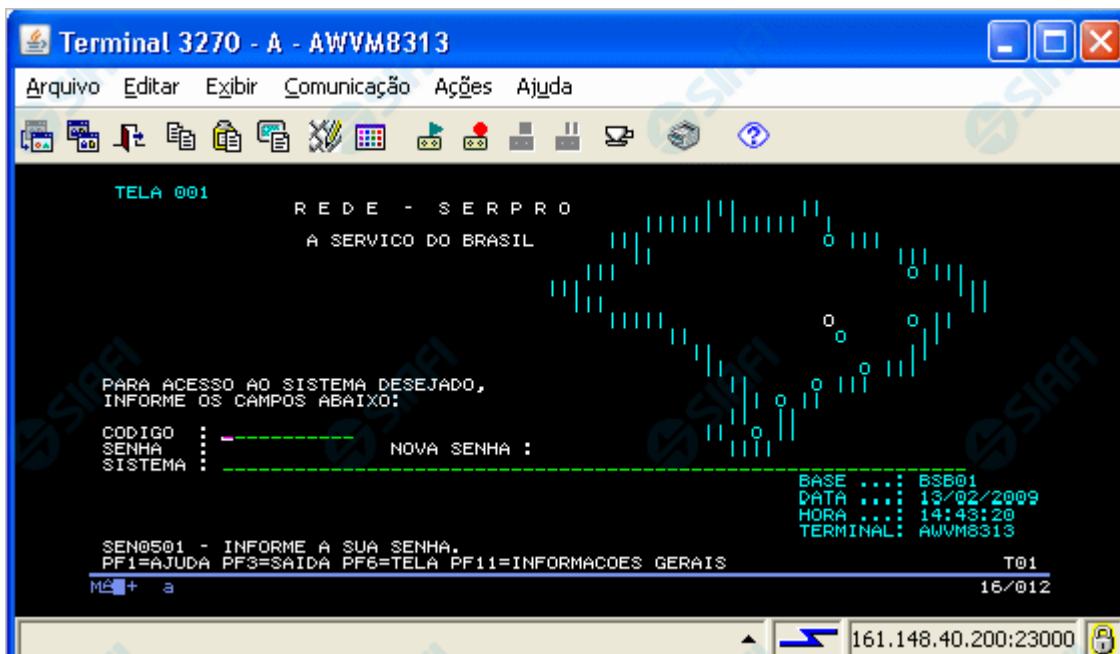 Terminal 3270 - A - AWVM8313
Arquivo Editar Exibir Comunicação Ações Ajuda
TELA 001
R E D E - S E R P R O
A SERVICO DO BRASIL
PARA ACESSO AO SISTEMA DESEJADO,
INFORME OS CAMPOS ABAIXO:
CODIGO :
SENHA : NOVA SENHA :
SISTEMA :
BASE ...: BSB01
DATA ...: 13/02/2009
HORA ...: 14:43:20
TERMINAL: AWVM8313
SEN0501 - INFORME A SUA SENHA.
PF1=AJUDA PF3=SAIDA PF6=TELA PF11=INFORMACOES GERAIS T01
MA + a 16/012
161.148.40.200:23000
SIAFI